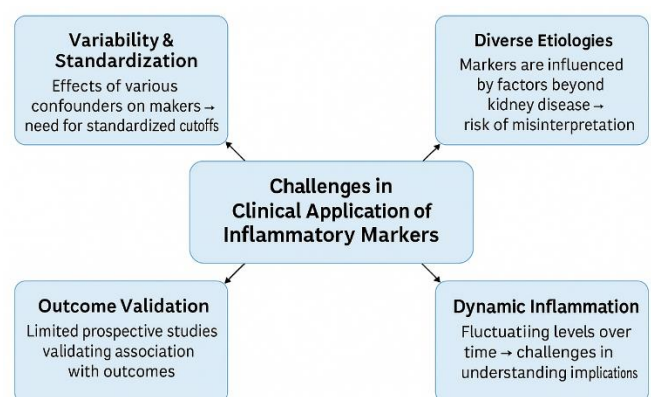 Variability &
Standardization
Effects of various
confounders on makers →
need for standardized cutoffs
Diverse Etiologies
Markers are influenced
by factors beyond
kidney disease →
risk of misinterpretation
Challenges in
Clinical Application of
Inflammatory Markers
Outcome Validation
Limited prospective studies
validating association
with outcomes
Dynamic Inflammation
Fluctuatiing levels over
time → challenges in
understanding implications